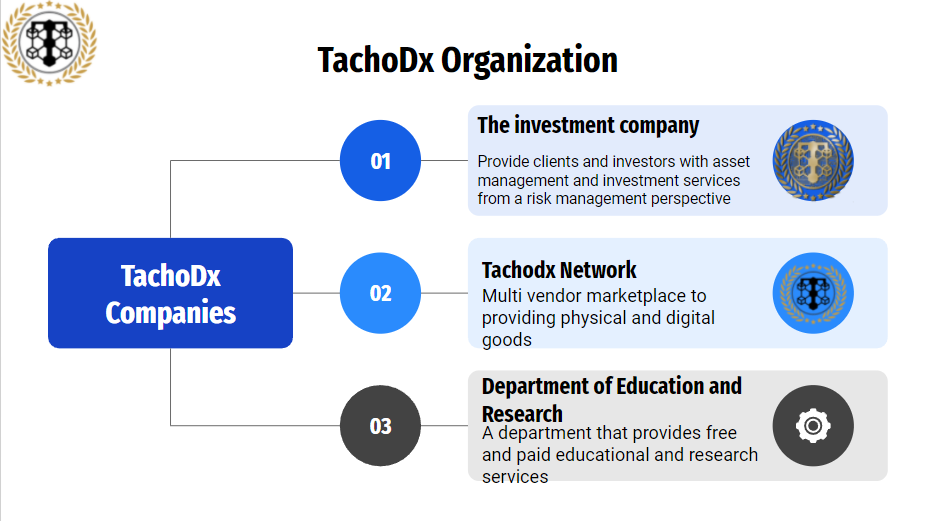 TachoDx Organization
01
The investment company
Provide clients and investors with asset
management and investment services
from a risk management perspective
TachoDx
Companies
02
Tachodx Network
Multi vendor marketplace to
providing physical and digital
goods
03
Department of Education and
Research
A department that provides free
and paid educational and research
services